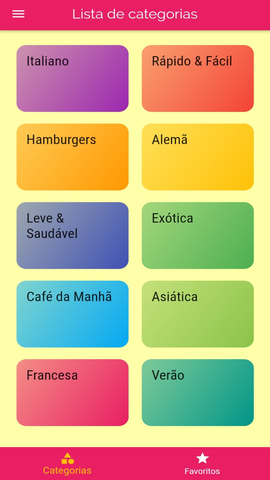 Lista de categorias
Italiano
Rápido & Fácil
Hamburgers
Alemã
Leve &
Saudável
Exótica
Café da Manhã
Asiática
Francesa
Verão
Categorias
Favoritos